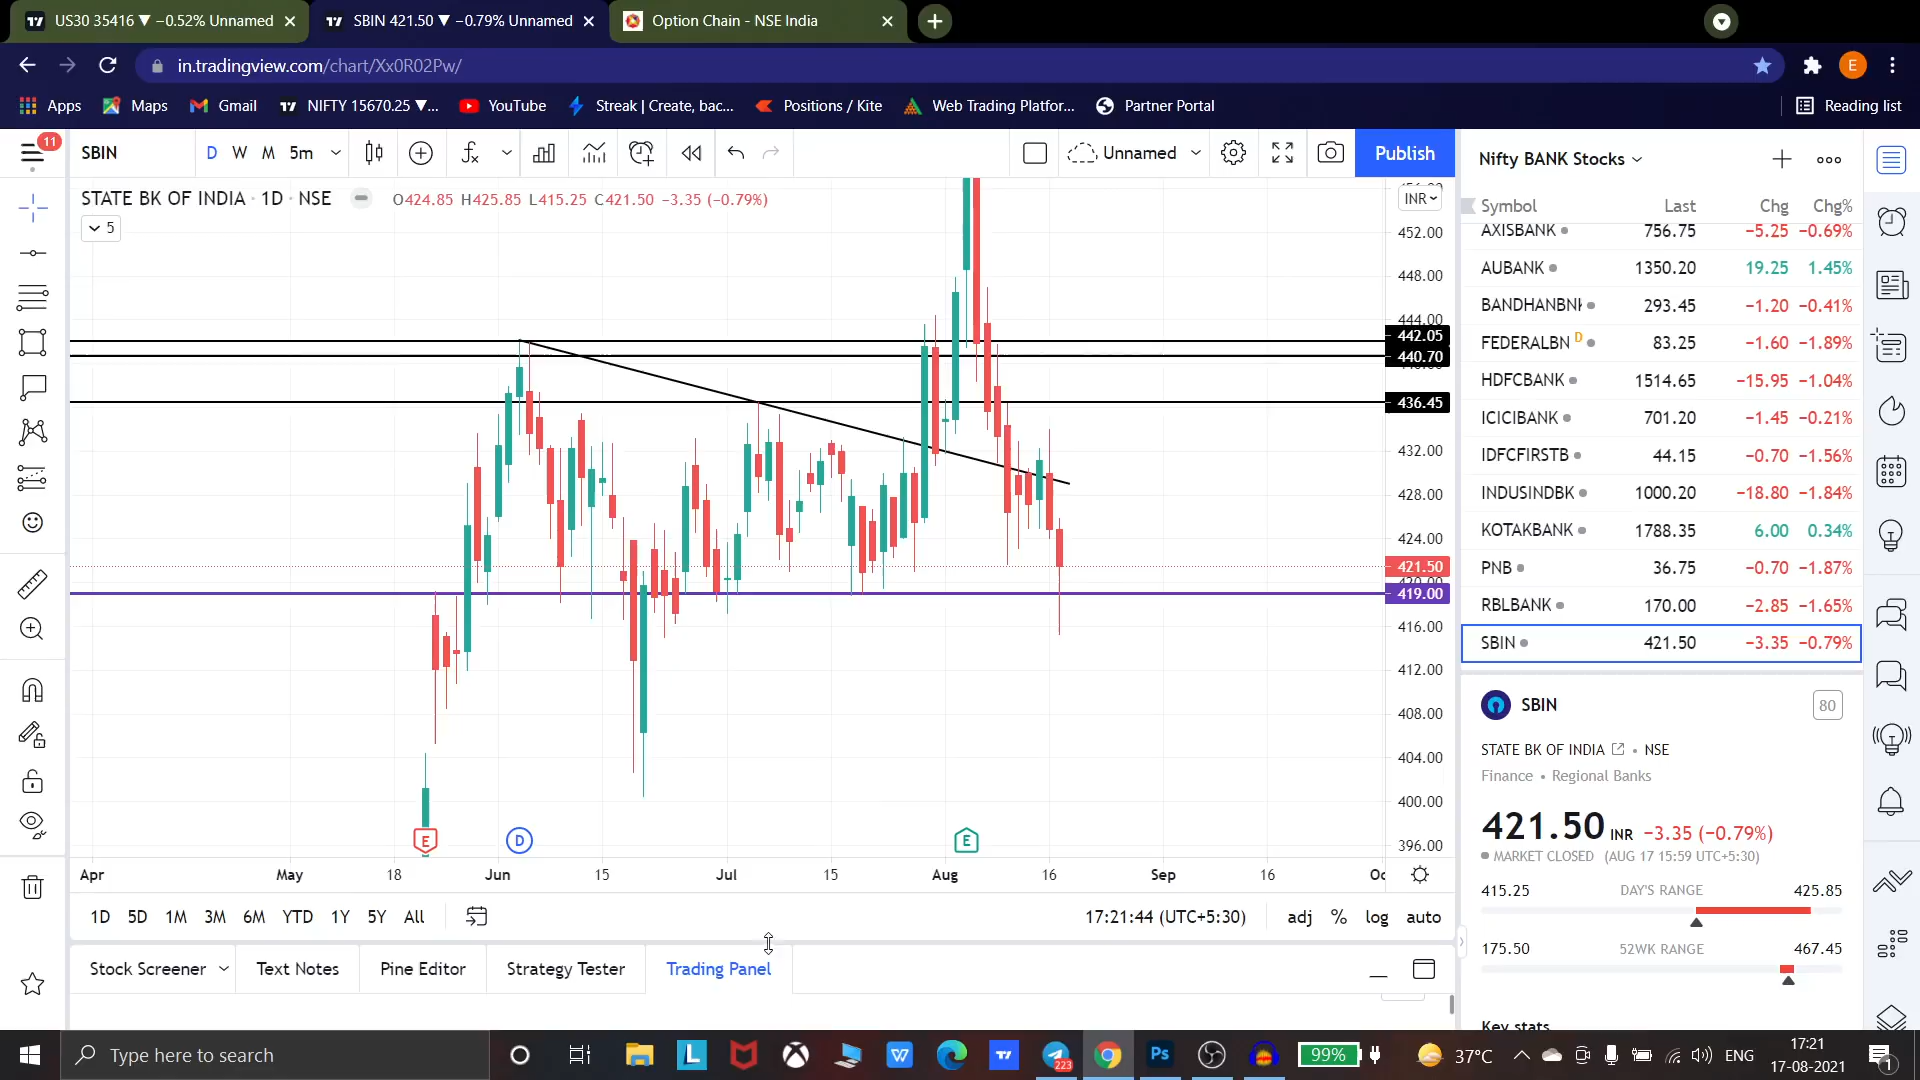 US30 35416 ▼ −0.52% Unnamed
SBIN 421.50 ▼ −0.79% Unnamed
Option Chain - NSE India
in.tradingview.com/chart/Xx0R02Pw/
E
Apps
Maps
Gmail
NIFTY 15670.25 ▼...
YouTube
Streak | Create, bac...
Positions / Kite
Web Trading Platfor...
Partner Portal
Reading list
11
SBIN
D
W
M
5m
Unnamed
Publish
STATE BK OF INDIA · 1D · NSE
O424.85 H425.85 L415.25 C421.50 −3.35 (−0.79%)
5
INR
452.00
448.00
444.00
442.05
440.70
436.45
432.00
428.00
424.00
421.50
420.00
419.00
416.00
412.00
408.00
404.00
400.00
396.00
E
D
E
Apr
May
18
Jun
15
Jul
15
Aug
16
Sep
16
1D
5D
1M
3M
6M
YTD
1Y
5Y
All
17:21:44 (UTC+5:30)
adj
%
log
auto
Stock Screener
Text Notes
Pine Editor
Strategy Tester
Trading Panel
Nifty BANK Stocks
Symbol Last Chg Chg%
AXISBANK 756.75 −5.25 −0.69%
AUBANK 1350.20 19.25 1.45%
BANDHANBN 293.45 −1.20 −0.41%
FEDERALBN D 83.25 −1.60 −1.89%
HDFCBANK 1514.65 −15.95 −1.04%
ICICIBANK 701.20 −1.45 −0.21%
IDFCFIRSTB 44.15 −0.70 −1.56%
INDUSINDBK 1000.20 −18.80 −1.84%
KOTAKBANK 1788.35 6.00 0.34%
PNB 36.75 −0.70 −1.87%
RBLBANK 170.00 −2.85 −1.65%
SBIN 421.50 −3.35 −0.79%
SBIN
80
STATE BK OF INDIA • NSE
Finance • Regional Banks
421.50 INR −3.35 (−0.79%)
MARKET CLOSED (AUG 17 15:59 UTC+5:30)
415.25 DAY'S RANGE 425.85
175.50 52WK RANGE 467.45
Key stats
Type here to search
L
W
223
Ps
99%
37°C
ENG
17:21
17-08-2021
1